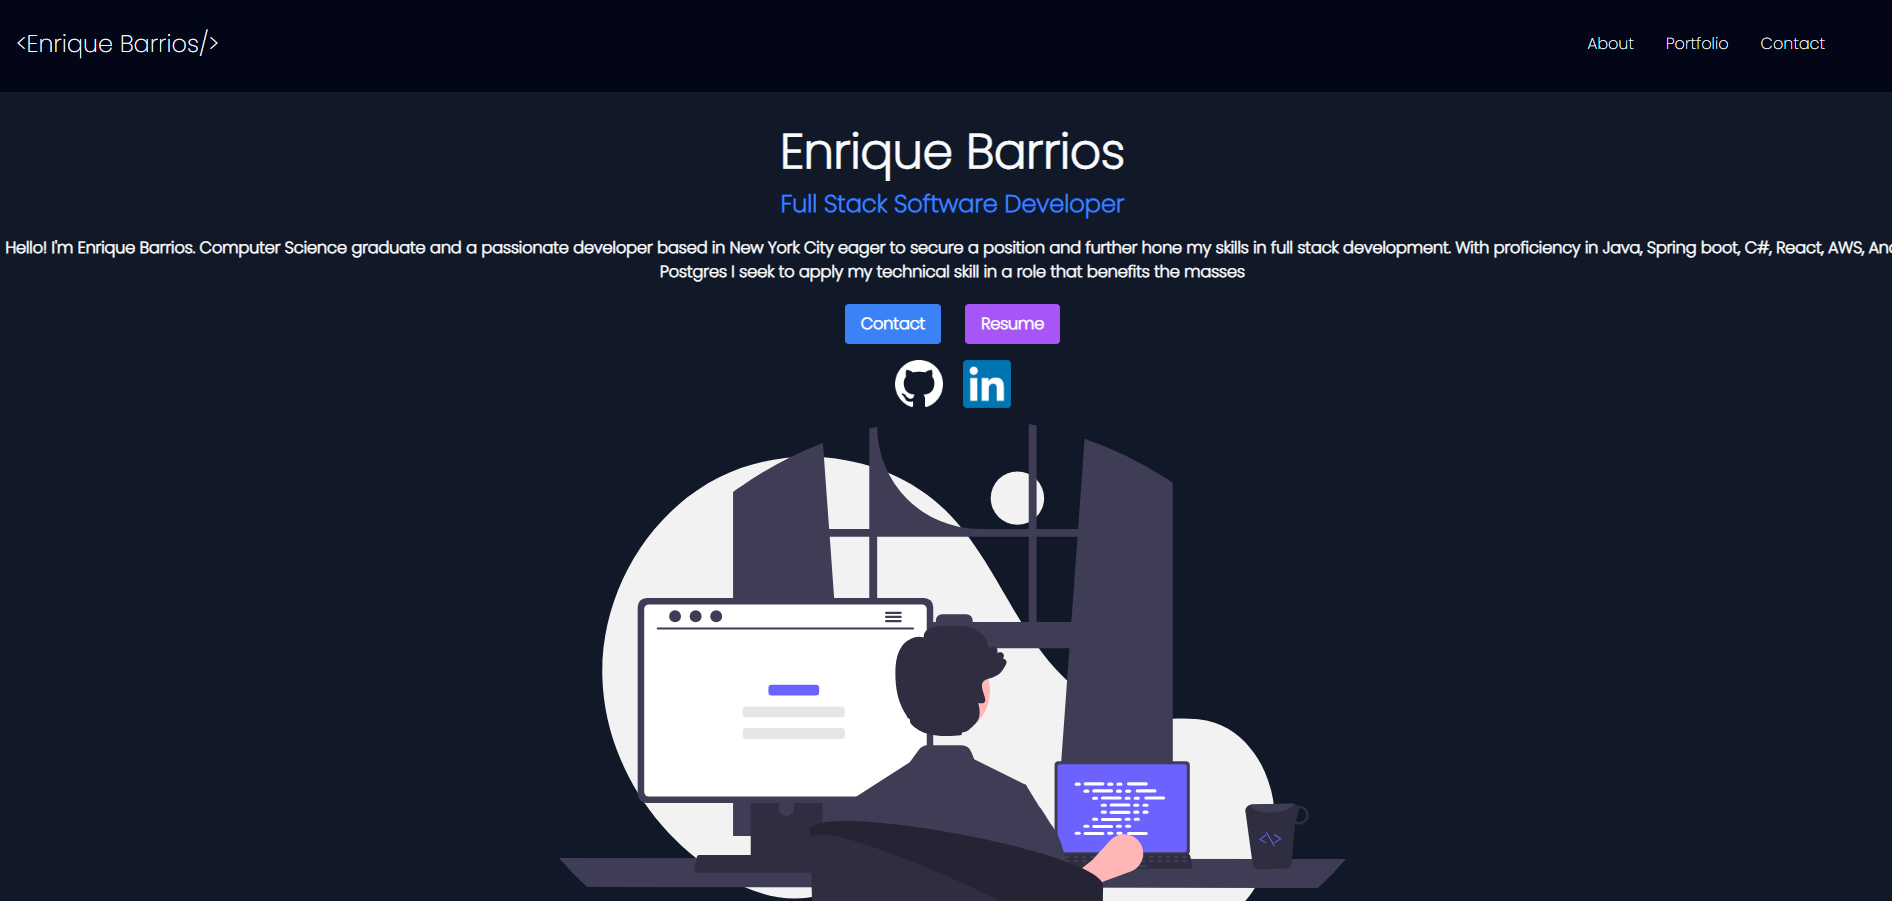 <Enrique Barrios/>
About Portfolio Contact
Enrique Barrios
Full Stack Software Developer
Hello! I'm Enrique Barrios. Computer Science graduate and a passionate developer based in New York City eager to secure a position and further hone my skills in full stack development. With proficiency in Java, Spring boot, C#, React, AWS,
Postgres I seek to apply my technical skill in a role that benefits the masses
Contact Resume
in
<\>